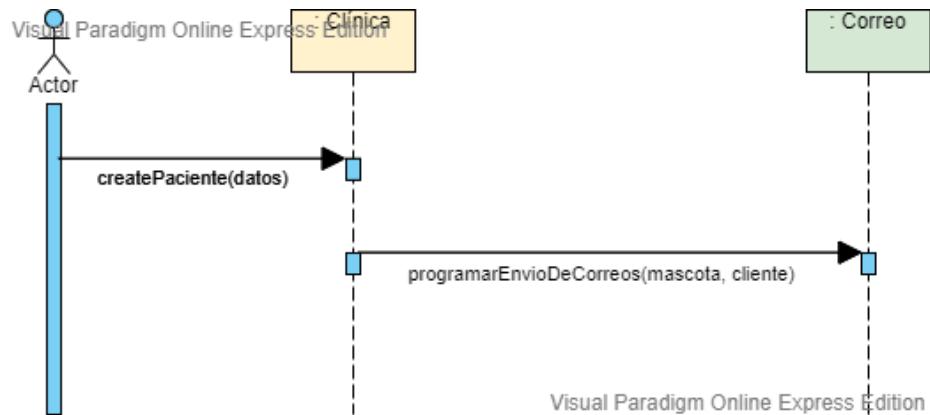 Visual Paradigm Online Express Edition
: Clínica
: Correo
Actor
createPaciente(datos)
programarEnvioDeCorreos(mascota, cliente)
Visual Paradigm Online Express Edition